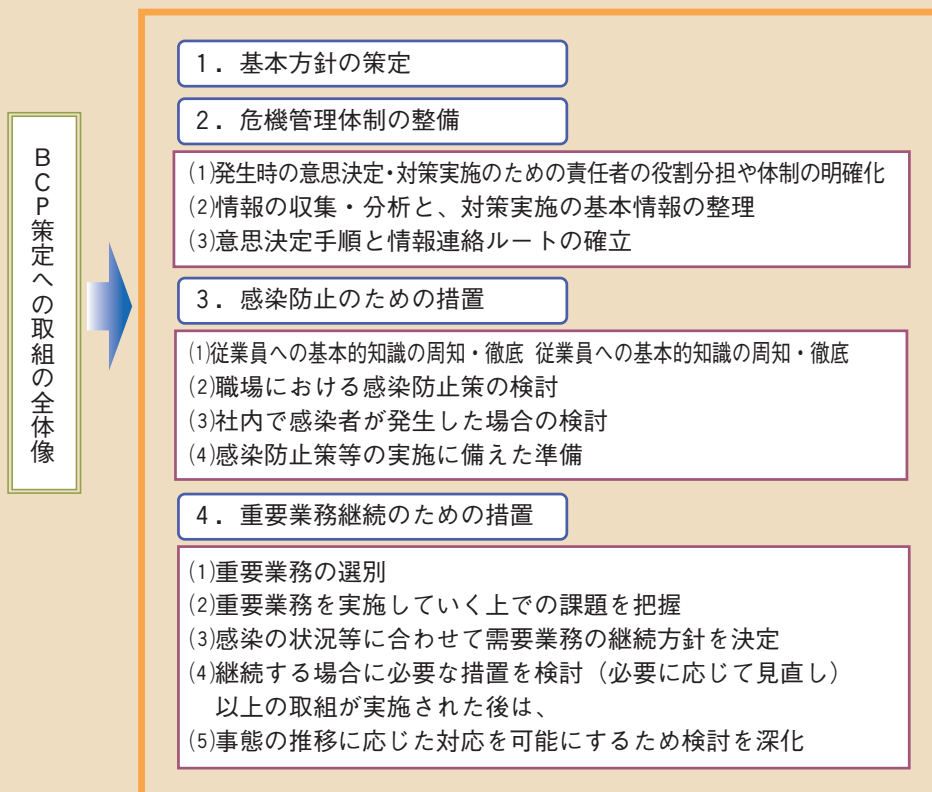 BCP策定への取組の全体像
1．基本方針の策定
2．危機管理体制の整備
⑴発生時の意思決定・対策実施のための責任者の役割分担や体制の明確化
⑵情報の収集・分析と、対策実施の基本情報の整理
⑶意思決定手順と情報連絡ルートの確立
3．感染防止のための措置
⑴従業員への基本的知識の周知・徹底 従業員への基本的知識の周知・徹底
⑵職場における感染防止策の検討
⑶社内で感染者が発生した場合の検討
⑷感染防止策等の実施に備えた準備
4．重要業務継続のための措置
⑴重要業務の選別
⑵重要業務を実施していく上での課題を把握
⑶感染の状況等に合わせて需要業務の継続方針を決定
⑷継続する場合に必要な措置を検討（必要に応じて見直し）
以上の取組が実施された後は、
⑸事態の推移に応じた対応を可能にするため検討を深化